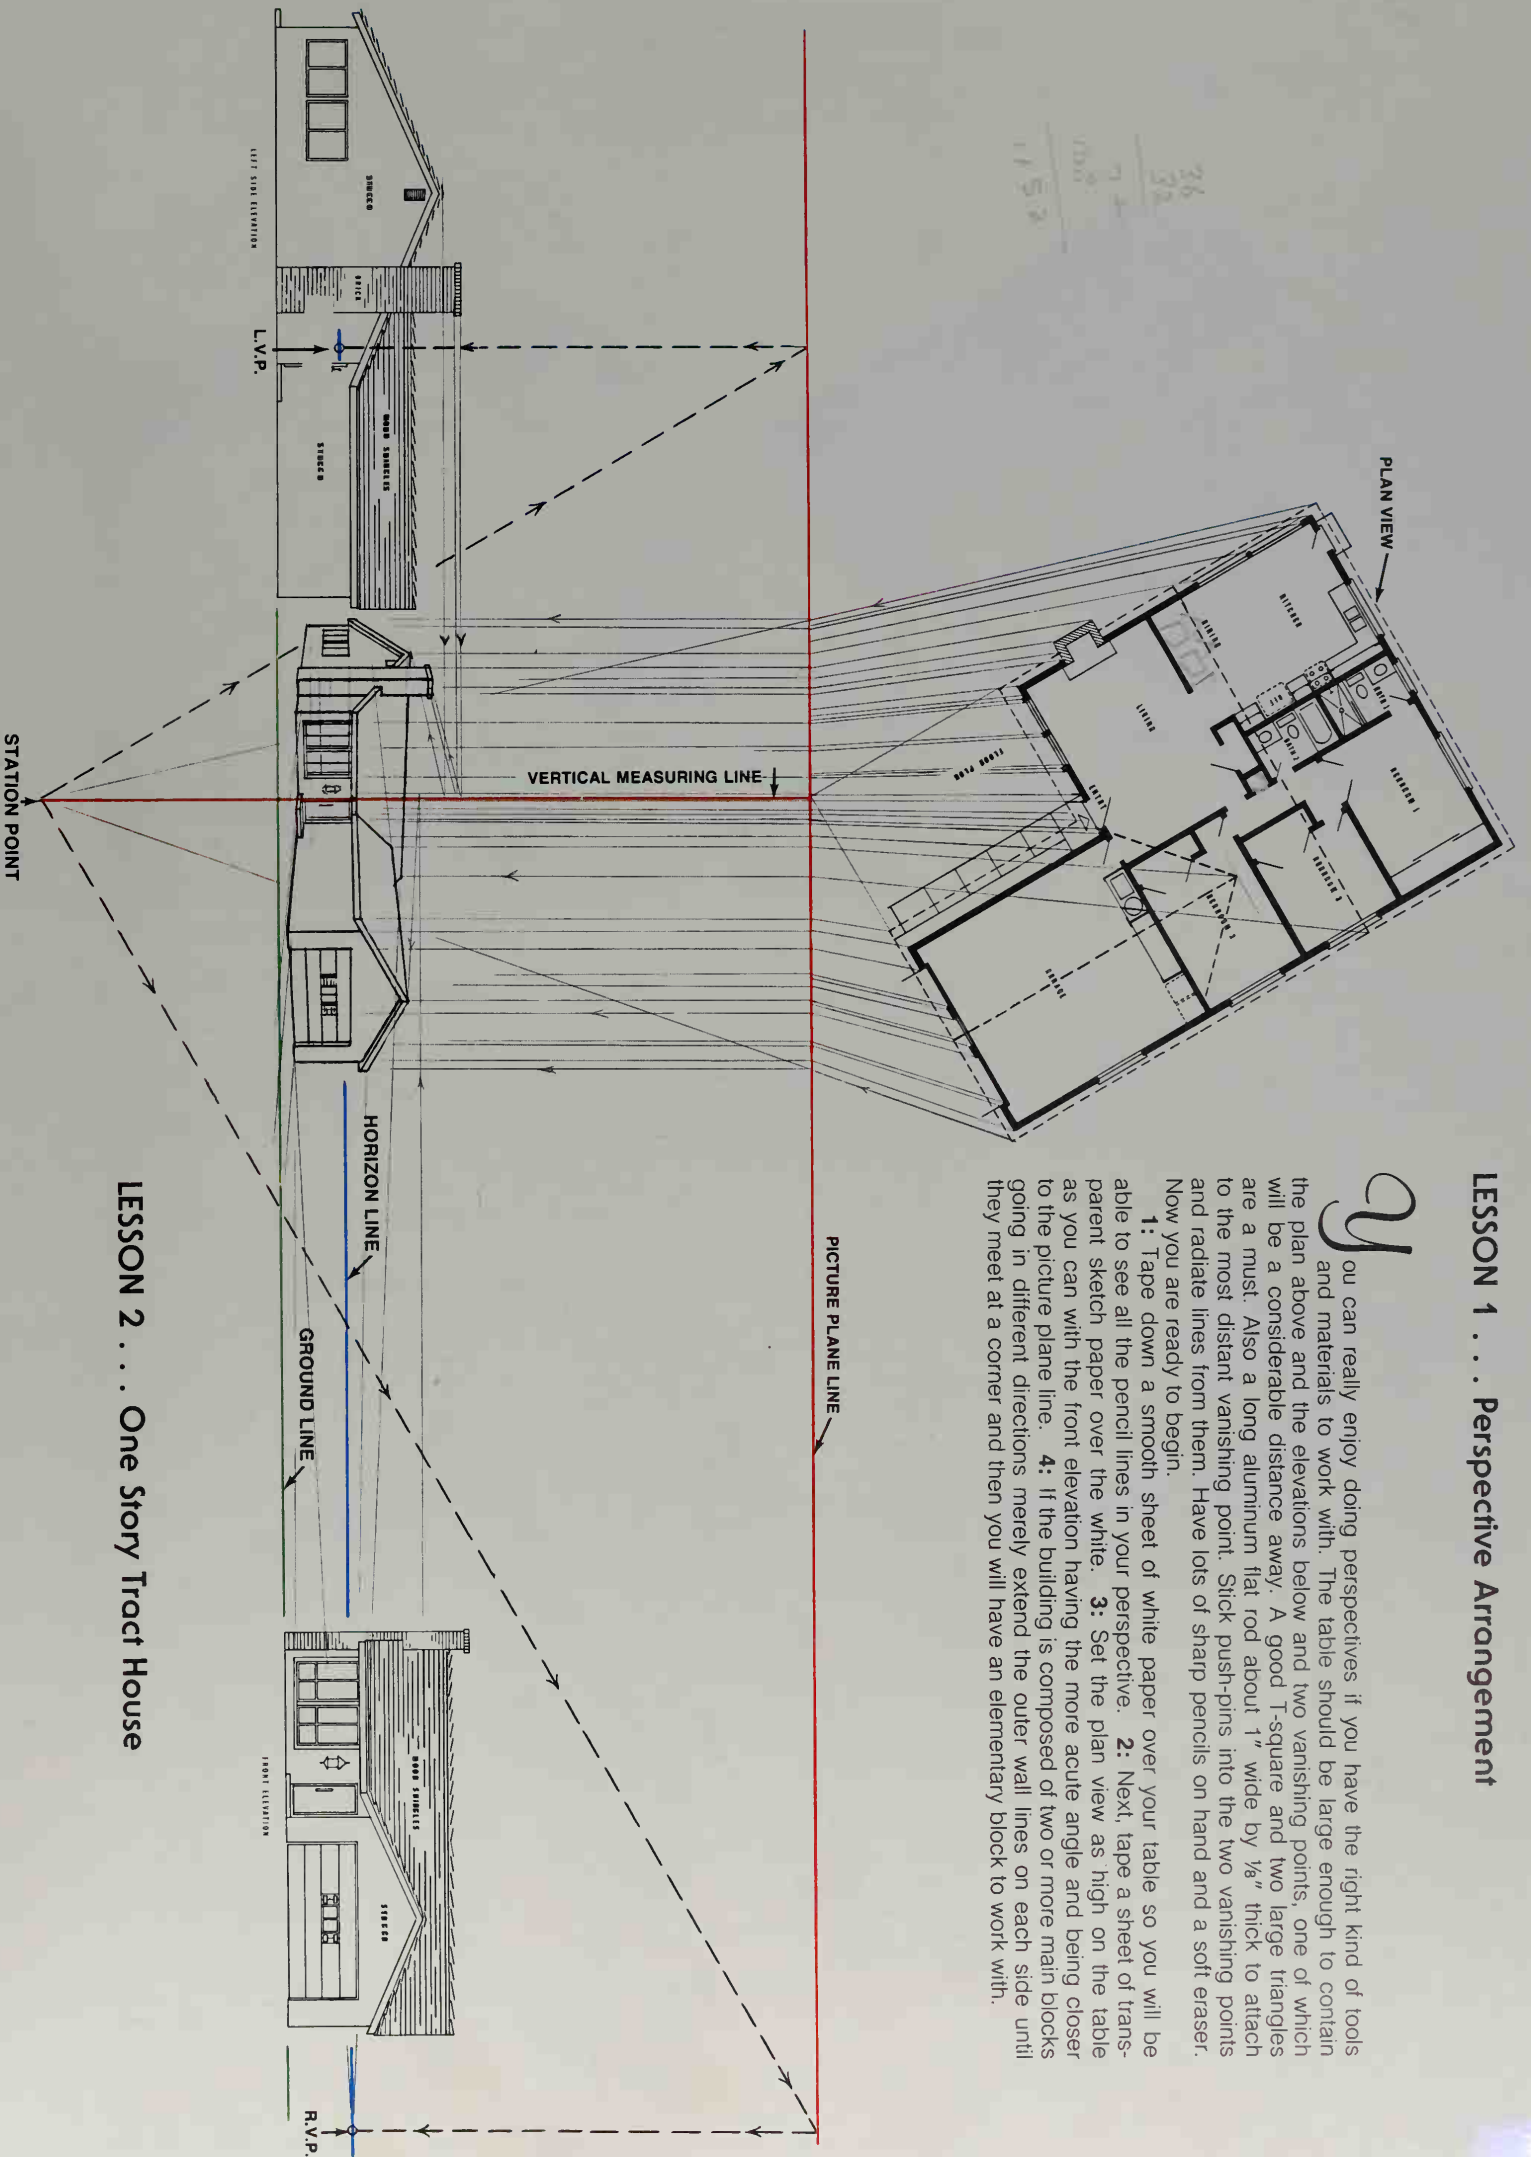 LESSON 1 . . . Perspective Arrangement
You can really enjoy doing perspectives if you have the right kind of tools
and materials to work with. The table should be large enough to contain
the plan above and the elevations below and two vanishing points, one of which
will be a considerable distance away. A good T-square and two large triangles
are a must. Also a long aluminum flat rod about 1" wide by ⅛" thick to attach
to the most distant vanishing point. Stick push-pins into the two vanishing points
and radiate lines from them. Have lots of sharp pencils on hand and a soft eraser.
Now you are ready to begin.
1: Tape down a smooth sheet of white paper over your table so you will be
able to see all the pencil lines in your perspective. 2: Next, tape a sheet of trans-
parent sketch paper over the white. 3: Set the plan view as high on the table
as you can with the front elevation having the more acute angle and being closer
to the picture plane line. 4: If the building is composed of two or more main blocks
going in different directions merely extend the outer wall lines on each side until
they meet at a corner and then you will have an elementary block to work with.
PLAN VIEW
PICTURE PLANE LINE
VERTICAL MEASURING LINE
HORIZON LINE
GROUND LINE
L.V.P.
R.V.P.
STUCCO
BRICK
WOOD SHINGLES
STUCCO
LEFT SIDE ELEVATION
WOOD SHINGLES
STUCCO
FRONT ELEVATION
STATION POINT
LESSON 2 . . . One Story Tract House
36
32